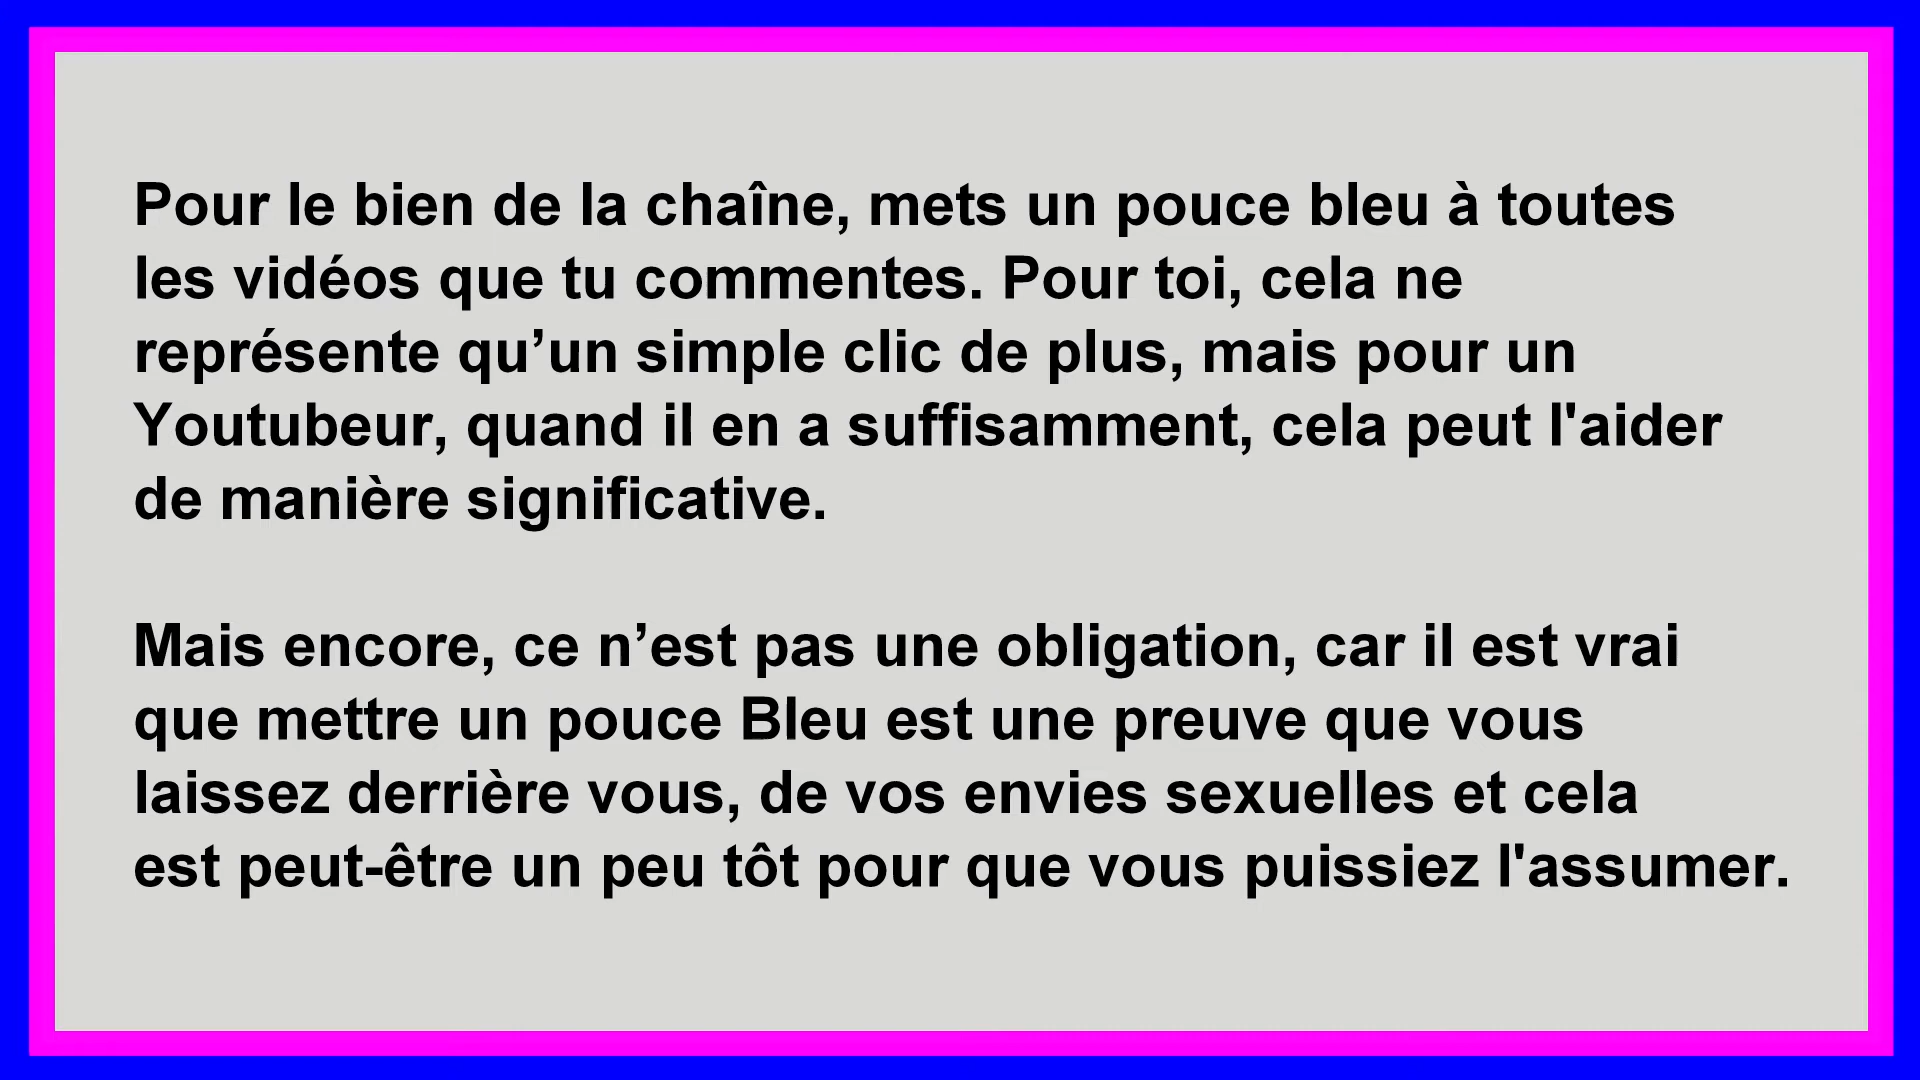 Pour le bien de la chaîne, mets un pouce bleu à toutes
les vidéos que tu commentes. Pour toi, cela ne
représente qu’un simple clic de plus, mais pour un
Youtubeur, quand il en a suffisamment, cela peut l'aider
de manière significative.
Mais encore, ce n’est pas une obligation, car il est vrai
que mettre un pouce Bleu est une preuve que vous
laissez derrière vous, de vos envies sexuelles et cela
est peut-être un peu tôt pour que vous puissiez l'assumer.